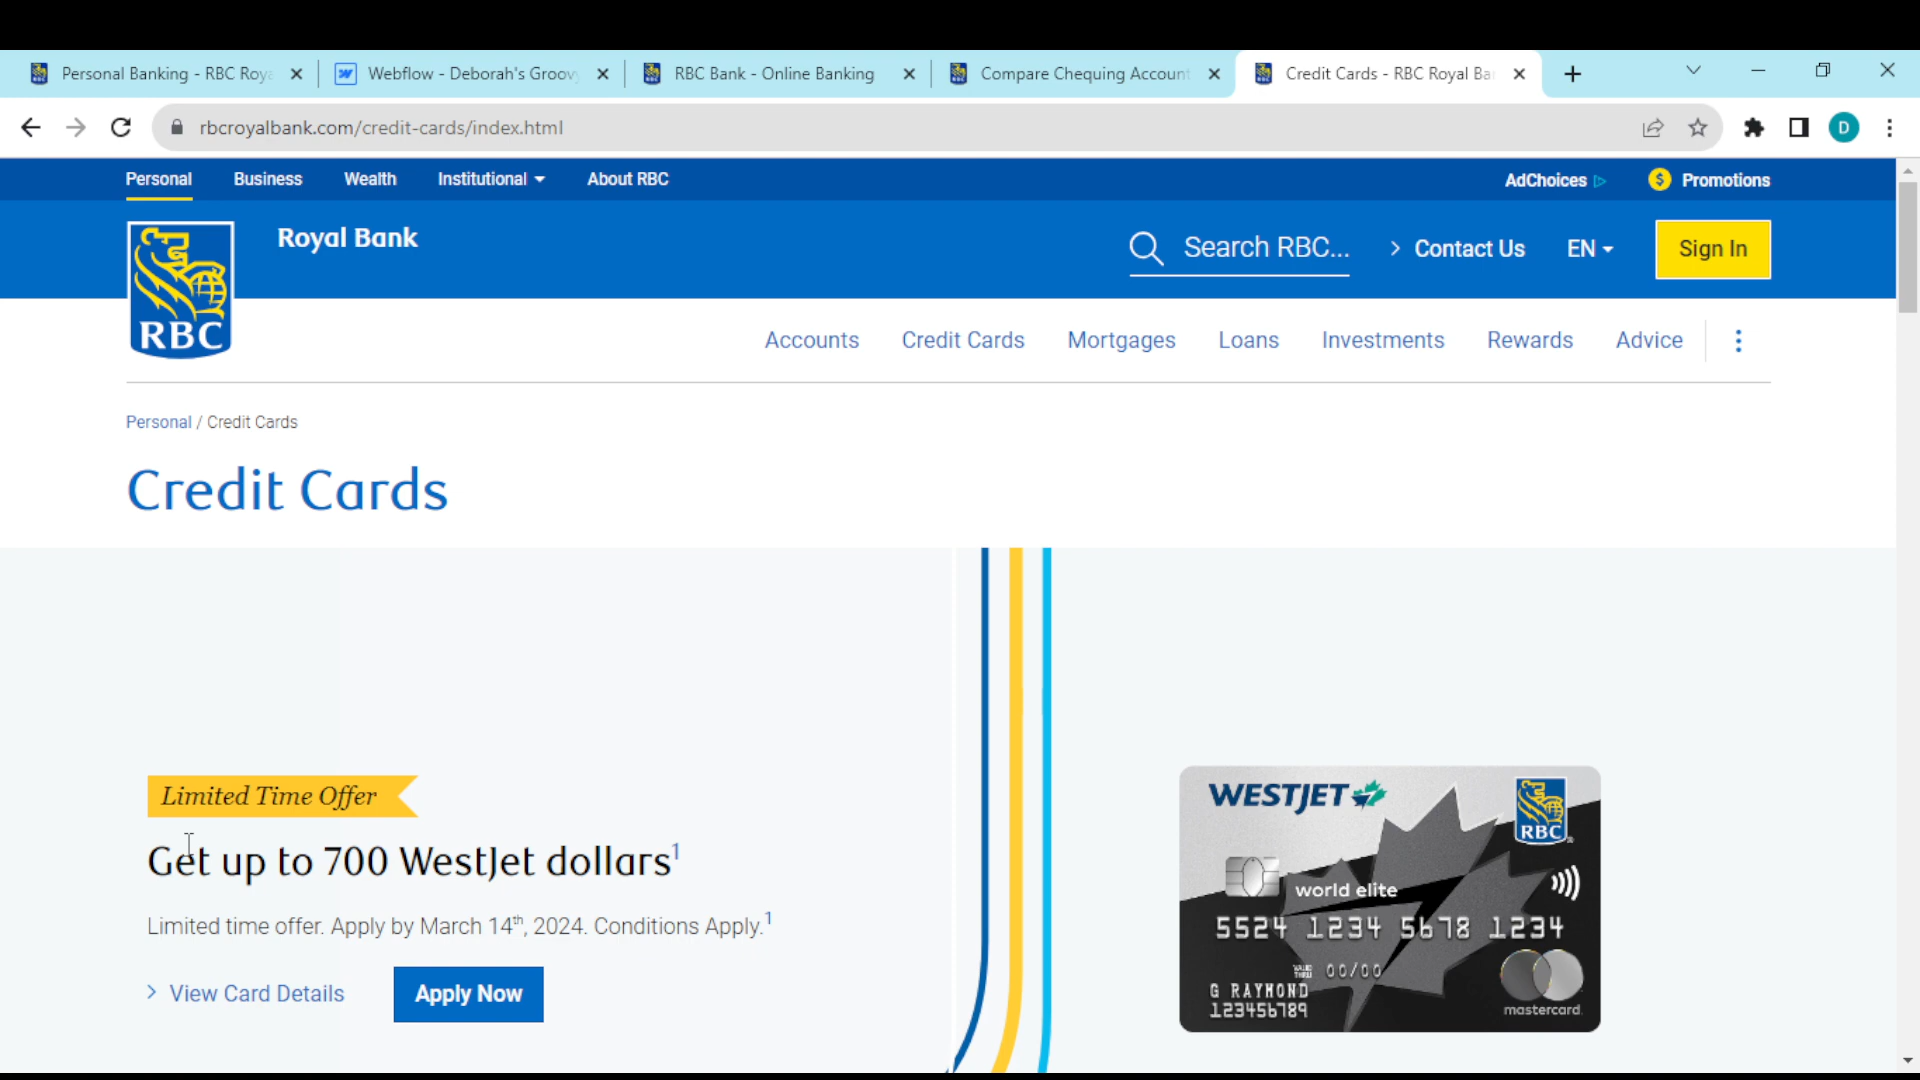 Personal Banking - RBC Roya
Webflow - Deborah's Groov
RBC Bank - Online Banking
Compare Chequing Account
Credit Cards - RBC Royal Ba
rbcroyalbank.com/credit-cards/index.html
D
Personal Business Wealth Institutional About RBC
AdChoices $ Promotions
Royal Bank
Search RBC... > Contact Us EN Sign In
RBC
Accounts Credit Cards Mortgages Loans Investments Rewards Advice
Personal / Credit Cards
Credit Cards
Limited Time Offer
Get up to 700 WestJet dollars1
Limited time offer. Apply by March 14th, 2024. Conditions Apply.1
> View Card Details
Apply Now
WESTJET
RBC®
world elite
5524 1234 5678 1234
VALID THRU 00/00
G RAYMOND
123456789
mastercard.